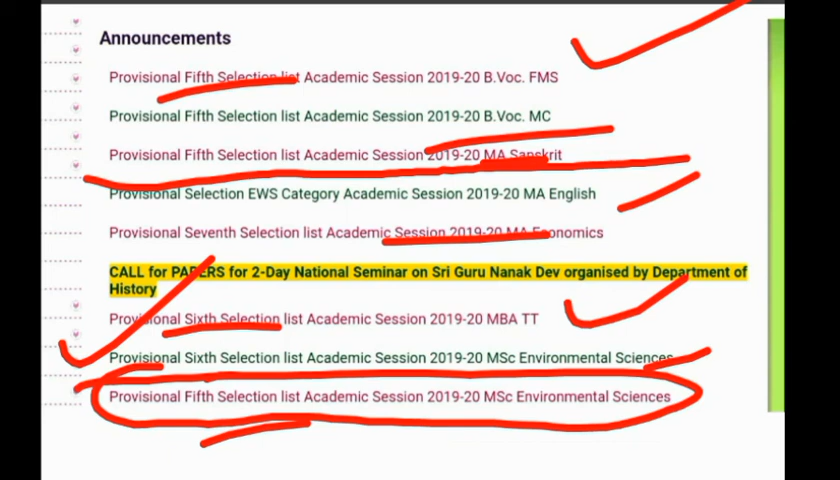 Announcements
Provisional Fifth Selection list Academic Session 2019-20 B.Voc. FMS
Provisional Fifth Selection list Academic Session 2019-20 B.Voc. MC
Provisional Fifth Selection list Academic Session 2019-20 MA Sanskrit
Provisional Selection EWS Category Academic Session 2019-20 MA English
Provisional Seventh Selection list Academic Session 2019-20 MA Economics
CALL for PAPERS for 2-Day National Seminar on Sri Guru Nanak Dev organised by Department of
History
Provisional Sixth Selection list Academic Session 2019-20 MBA TT
Provisional Sixth Selection list Academic Session 2019-20 MSc Environmental Sciences
Provisional Fifth Selection list Academic Session 2019-20 MSc Environmental Sciences